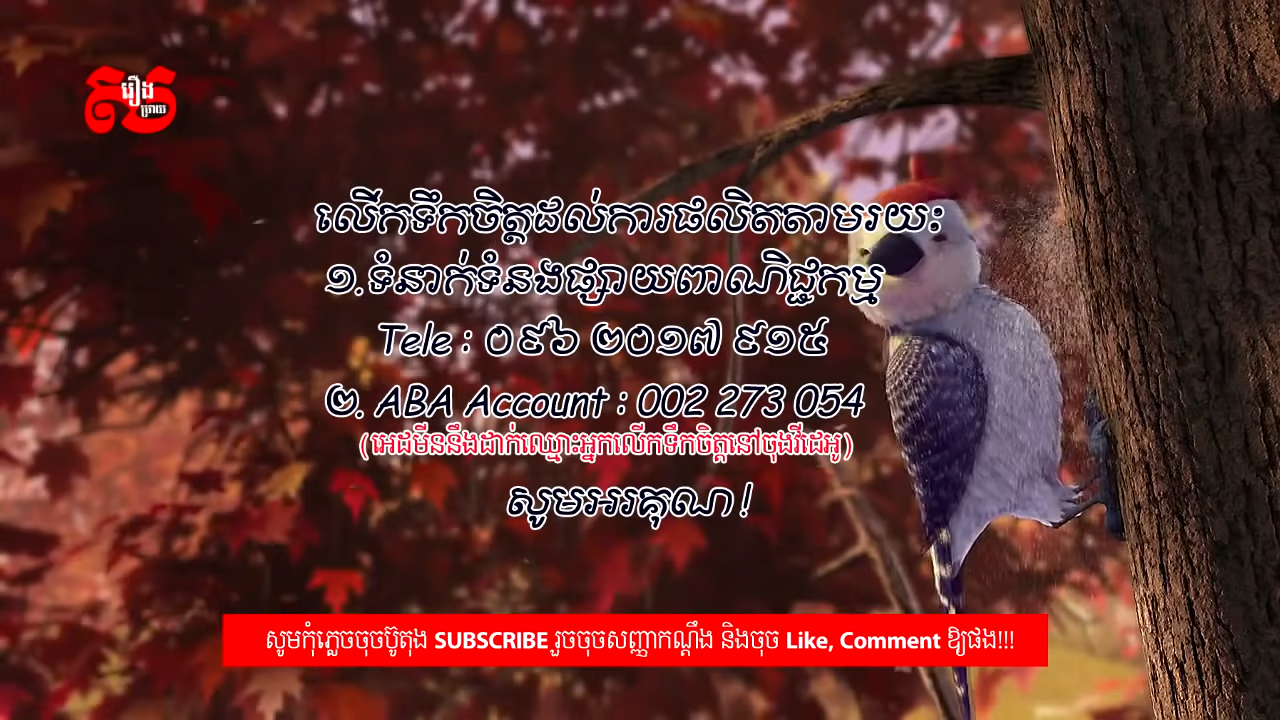 រឿង
ព្រាយ
លើកទឹកចិត្តដល់ការផលិតតាមរយៈ
១.ទំនាក់ទំនងផ្សាយពាណិជ្ជកម្ម
Tele : ០៩៦ ២០១៧ ៩១៥
២. ABA Account : 002 273 054
(អេដមីននឹងដាក់ឈ្មោះអ្នកលើកទឹកចិត្តនៅចុងវីដេអូ)
សូមអរគុណ!
សូមកុំភ្លេចចុចប៊ូតុង SUBSCRIBE រួចចុចសញ្ញាកណ្ដឹង និងចុច Like, Comment ឱ្យផង!!!